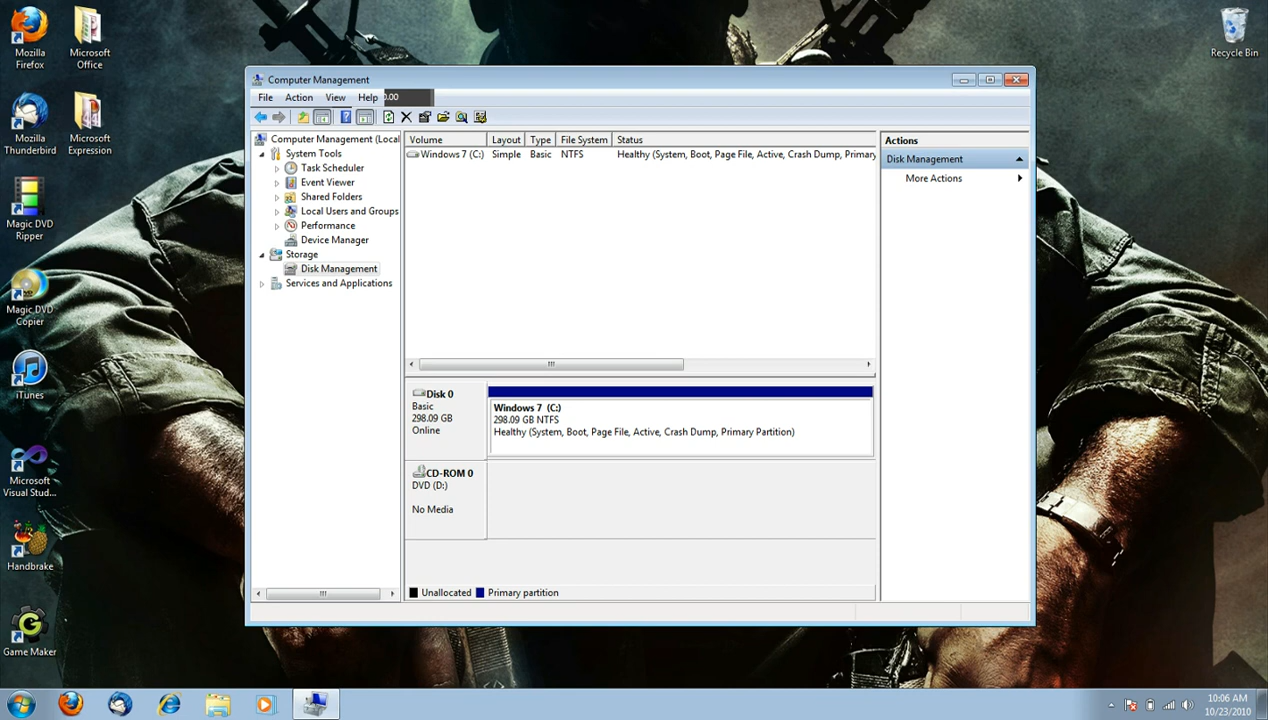 Mozilla Firefox
Microsoft Office
Mozilla Thunderbird
Microsoft Expression
Magic DVD Ripper
Magic DVD Copier
iTunes
Microsoft Visual Stud...
Handbrake
Game Maker
Recycle Bin
Computer Management
File Action View Help 0.00
Computer Management (Local
System Tools
Task Scheduler
Event Viewer
Shared Folders
Local Users and Groups
Performance
Device Manager
Storage
Disk Management
Services and Applications
Volume Layout Type File System Status
Windows 7 (C:) Simple Basic NTFS Healthy (System, Boot, Page File, Active, Crash Dump, Primary
Disk 0
Basic
298.09 GB
Online
Windows 7 (C:)
298.09 GB NTFS
Healthy (System, Boot, Page File, Active, Crash Dump, Primary Partition)
CD-ROM 0
DVD (D:)
No Media
Unallocated Primary partition
Actions
Disk Management
More Actions
10:06 AM
10/23/2010